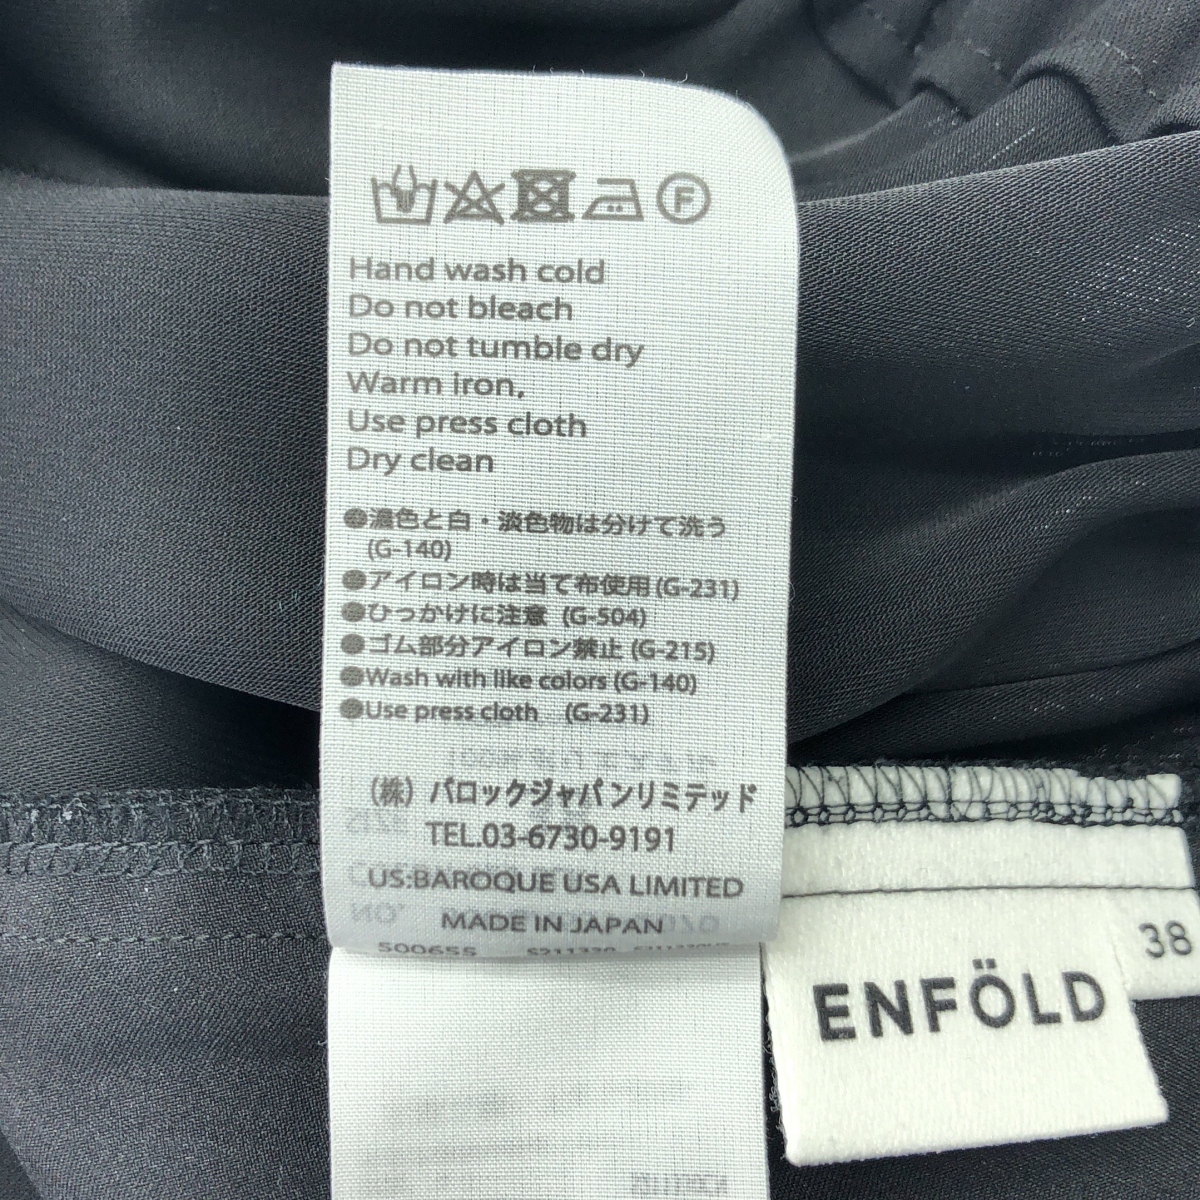 F
Hand wash cold
Do not bleach
Do not tumble dry
Warm iron,
Use press cloth
Dry clean
●濃色と白・淡色物は分けて洗う
(G-140)
●アイロン時は当て布使用(G-231)
●ひっかけに注意 (G-504)
●ゴム部分アイロン禁止(G-215)
●Wash with like colors (G-140)
●Use press cloth (G-231)
(株)バロックジャパンリミテッド
TEL.03-6730-9191
US:BAROQUE USA LIMITED
MADE IN JAPAN
500655
38
ENFÖLD